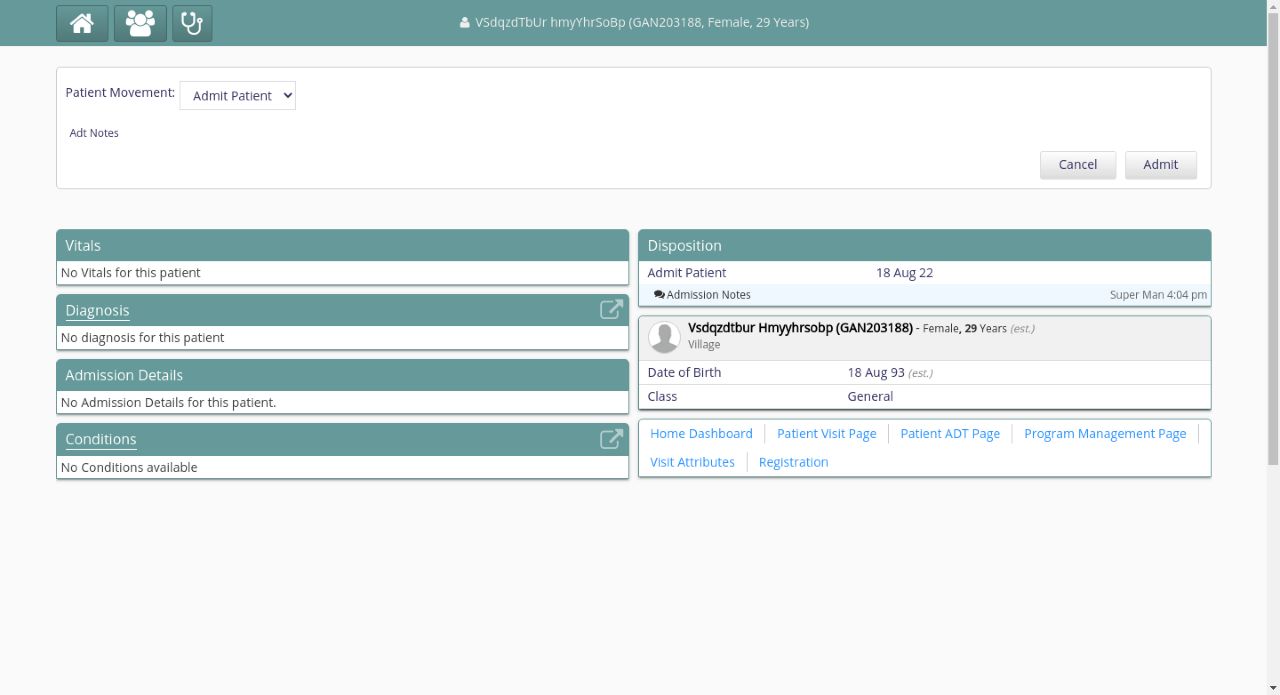 VSdqzdTbUr hmyYhrSoBp (GAN203188, Female, 29 Years)
Patient Movement: Admit Patient
Adt Notes
Cancel Admit
Vitals
No Vitals for this patient
Diagnosis
No diagnosis for this patient
Admission Details
No Admission Details for this patient.
Conditions
No Conditions available
Disposition
Admit Patient 18 Aug 22
Admission Notes Super Man 4:04 pm
Vsdqzdtbur Hmyyhrsobp (GAN203188) - Female, 29 Years (est.)
Village
Date of Birth 18 Aug 93 (est.)
Class General
Home Dashboard Patient Visit Page Patient ADT Page Program Management Page
Visit Attributes Registration